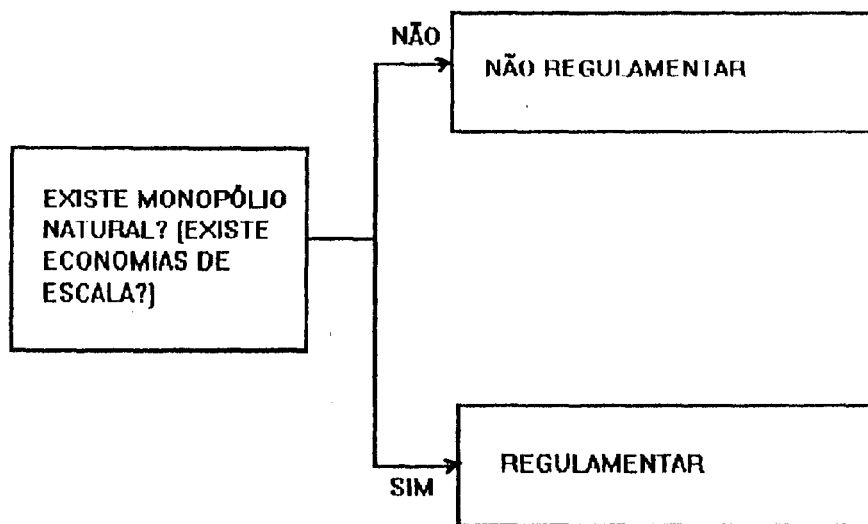 NÃO
NÃO REGULAMENTAR
EXISTE MONOPÓLIO
NATURAL? (EXISTE
ECONOMIAS DE
ESCALA?)
REGULAMENTAR
SIM